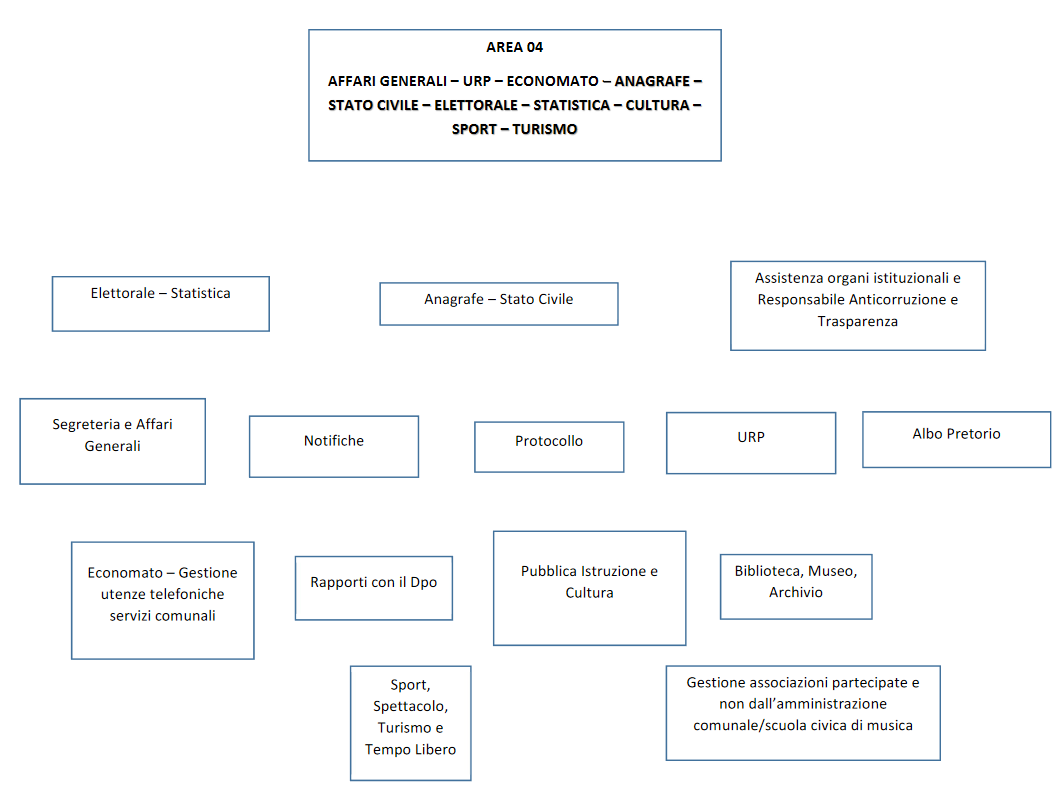 AREA 04
AFFARI GENERALI – URP – ECONOMATO – ANAGRAFE –
STATO CIVILE – ELETTORALE – STATISTICA – CULTURA –
SPORT – TURISMO
Elettorale – Statistica
Anagrafe – Stato Civile
Assistenza organi istituzionali e
Responsabile Anticorruzione e
Trasparenza
Segreteria e Affari
Generali
Notifiche
Protocollo
URP
Albo Pretorio
Economato – Gestione
utenze telefoniche
servizi comunali
Rapporti con il Dpo
Pubblica Istruzione e
Cultura
Biblioteca, Museo,
Archivio
Sport,
Spettacolo,
Turismo e
Tempo Libero
Gestione associazioni partecipate e
non dall’amministrazione
comunale/scuola civica di musica